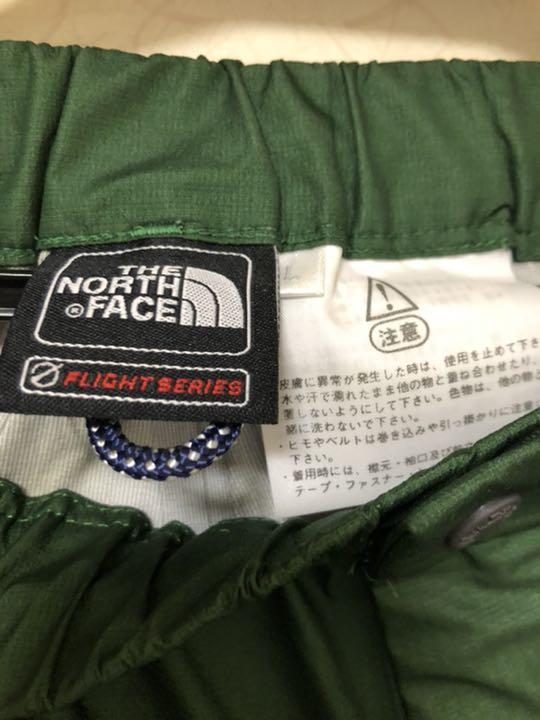 THE
NORTH
FACE
®
FLIGHT SERIES
L
注意
皮膚に異常が発生した時は、使用を止めて下さ
水や汗で濡れたまま他の物と重ね合わせたり、
着しないようにして下さい。色物は、他の物と
緒に洗わないで下さい。
・ヒモやベルトは巻き込みや引っ掛かりに注意
下さい。
・着用時には、襟元・袖口及び
テープ・ファスナー